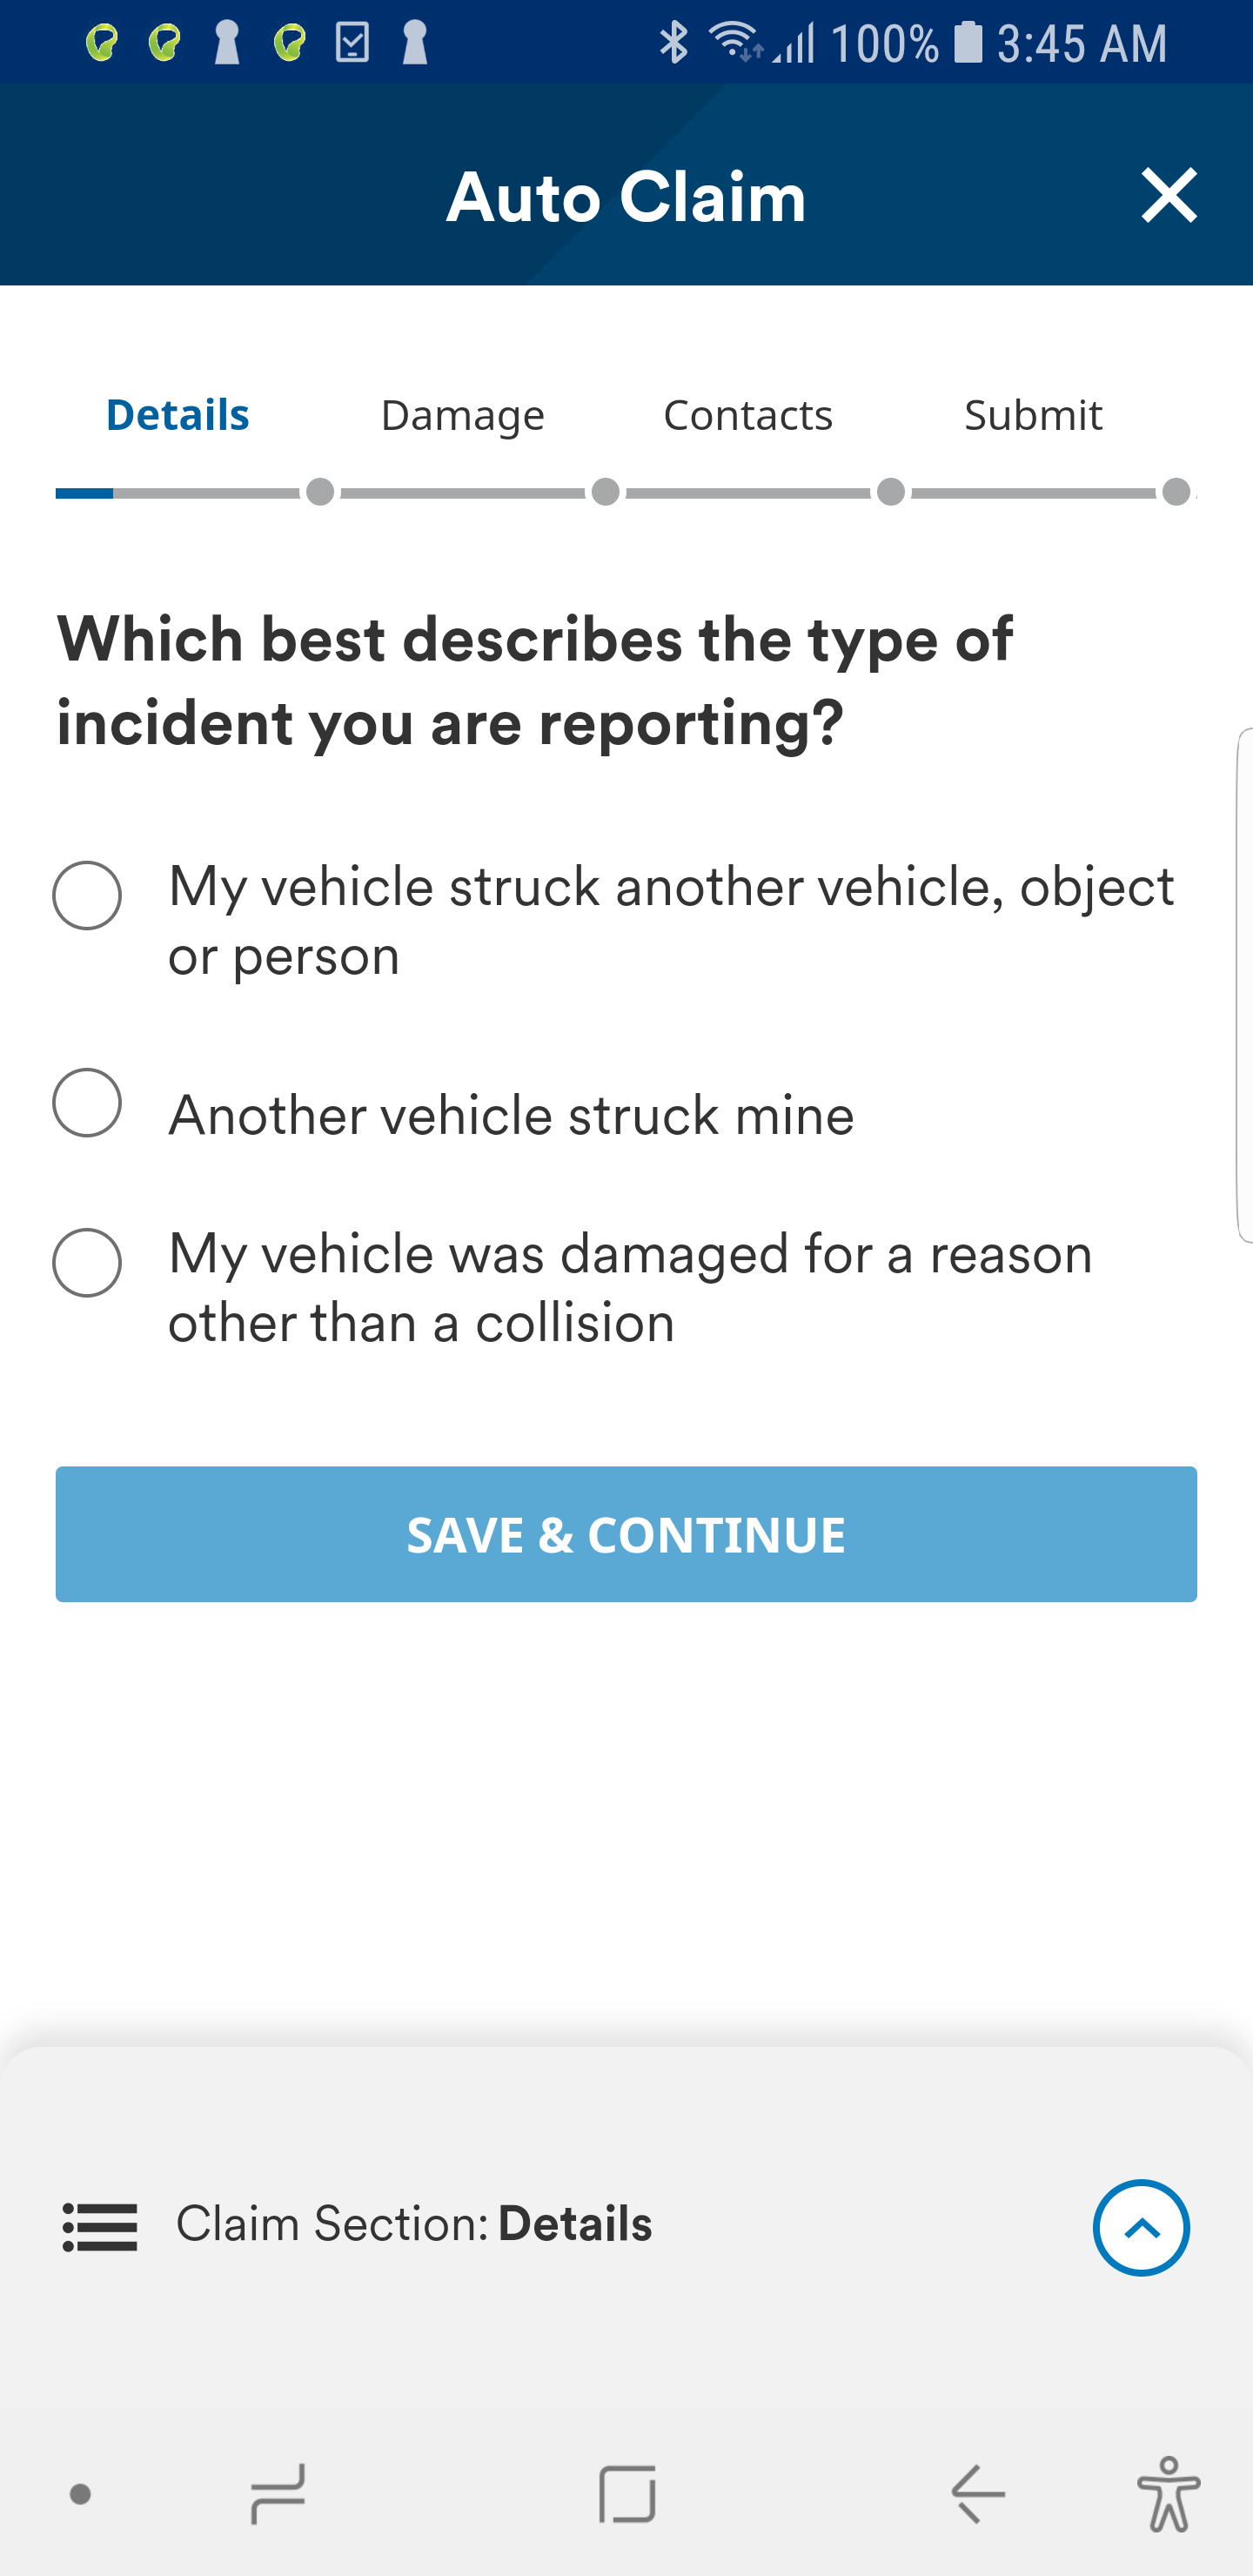 100% 3:45 AM
Auto Claim
Details Damage Contacts Submit
Which best describes the type of
incident you are reporting?
My vehicle struck another vehicle, object
or person
Another vehicle struck mine
My vehicle was damaged for a reason
other than a collision
SAVE & CONTINUE
Claim Section: Details